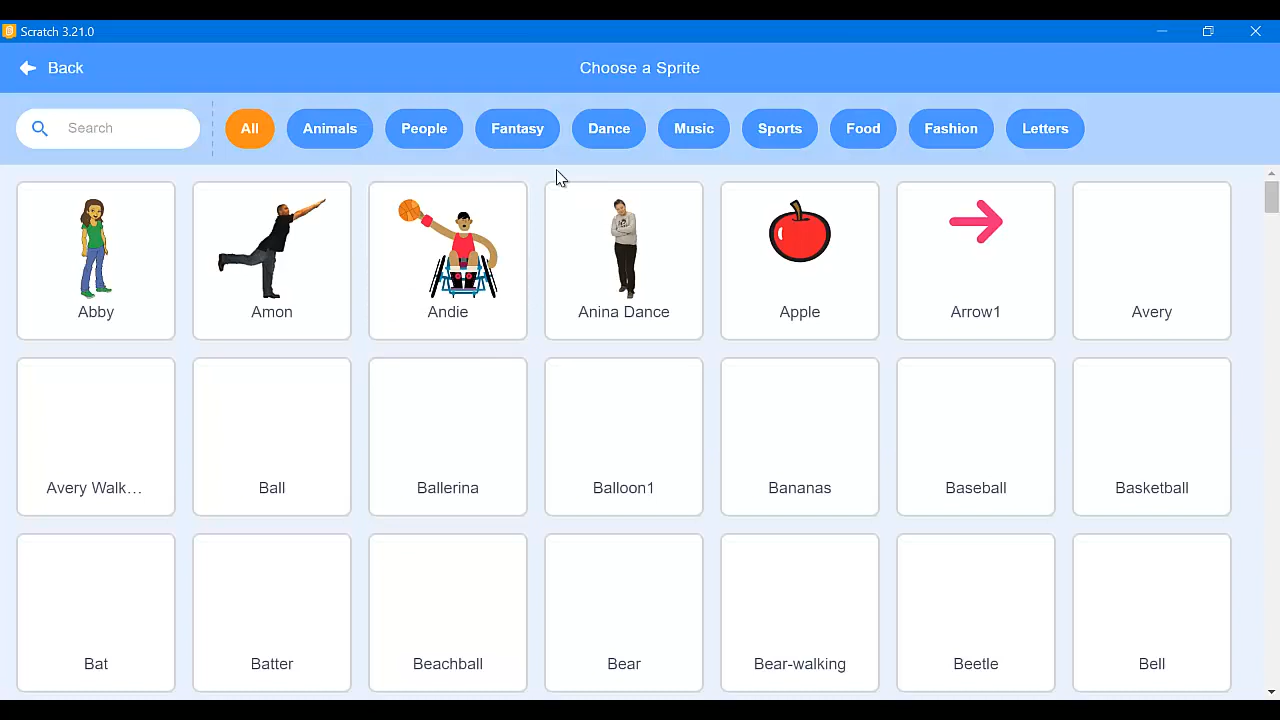 Scratch 3.21.0
Back
Choose a Sprite
Search
All
Animals
People
Fantasy
Dance
Music
Sports
Food
Fashion
Letters
Abby
Amon
Andie
Anina Dance
Apple
Arrow1
Avery
Avery Walk...
Ball
Ballerina
Balloon1
Bananas
Baseball
Basketball
Bat
Batter
Beachball
Bear
Bear-walking
Beetle
Bell